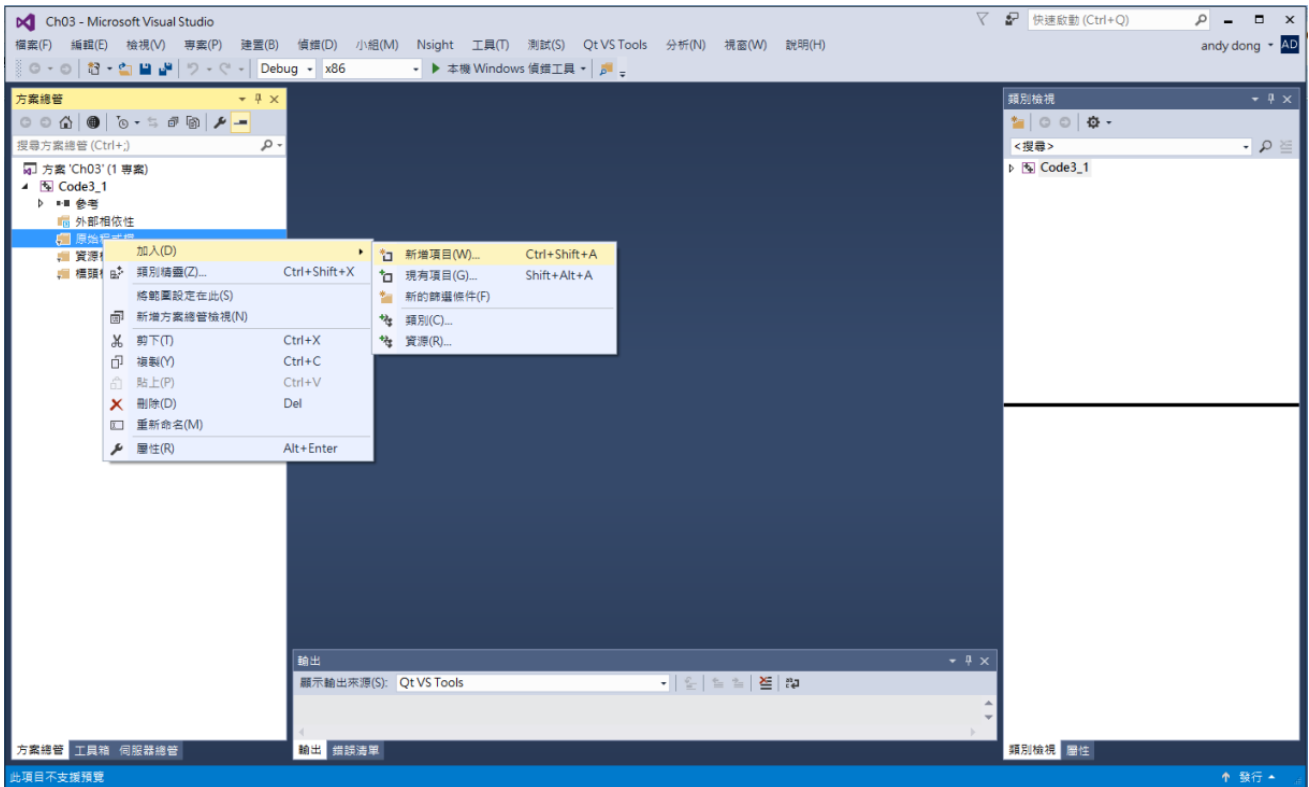 Ch03 - Microsoft Visual Studio
快速啟動 (Ctrl+Q)
檔案(F) 編輯(E) 檢視(V) 專案(P) 建置(B) 偵錯(D) 小組(M) Nsight 工具(T) 測試(S) Qt VS Tools 分析(N) 視窗(W) 說明(H)
andy dong AD
Debug x86 本機 Windows 偵錯工具
方案總管
搜尋方案總管 (Ctrl+;)
方案 'Ch03' (1 專案)
Code3_1
參考
外部相依性
原始程式檔
資源
標頭
加入(D)
類別精靈(Z)... Ctrl+Shift+X
將範圍設定在此(S)
新增方案總管檢視(N)
剪下(T) Ctrl+X
複製(Y) Ctrl+C
貼上(P) Ctrl+V
刪除(D) Del
重新命名(M)
屬性(R) Alt+Enter
新增項目(W)... Ctrl+Shift+A
現有項目(G)... Shift+Alt+A
新的篩選條件(F)
類別(C)...
資源(R)...
類別檢視
<搜尋>
Code3_1
輸出
顯示輸出來源(S): Qt VS Tools
方案總管 工具箱 伺服器總管
輸出 錯誤清單
類別檢視 屬性
此項目不支援預覽
發行